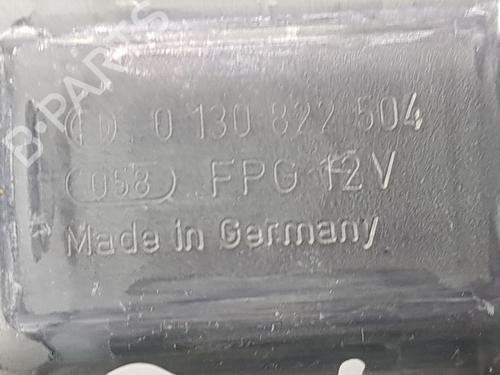 B-PARTS
0 130 822 504
058 FPG 12V
Made in Germany